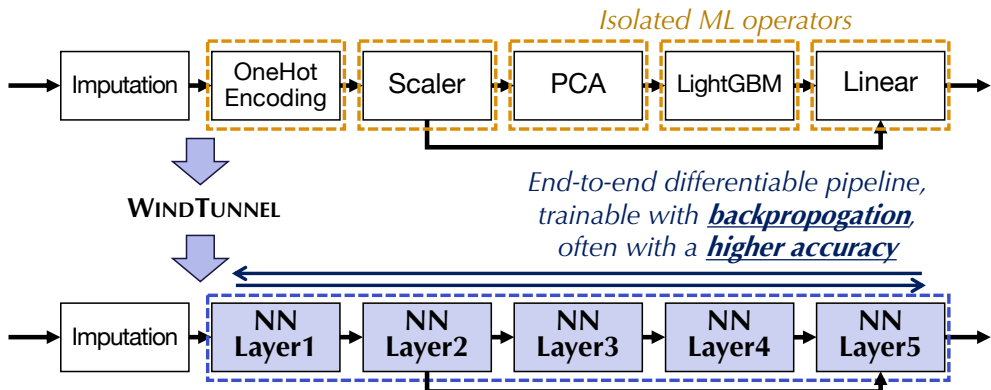 Isolated ML operators
Imputation
OneHot
Encoding
Scaler
PCA
LightGBM
Linear
WINDTUNNEL
End-to-end differentiable pipeline,
trainable with backpropogation,
often with a higher accuracy
Imputation
NN
Layer1
NN
Layer2
NN
Layer3
NN
Layer4
NN
Layer5